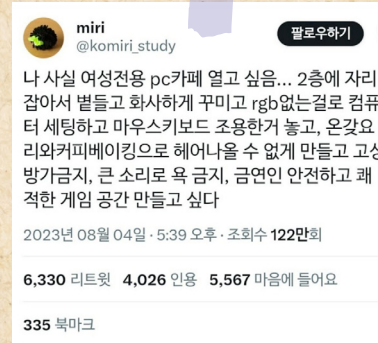 miri
@komiri_study
팔로우하기
나 사실 여성전용 pc카페 열고 싶음... 2층에 자리
잡아서 볕들고 화사하게 꾸미고 rgb없는걸로 컴퓨
터 세팅하고 마우스키보드 조용한거 놓고, 온갖요
리와커피베이킹으로 헤어나올 수 없게 만들고 고성
방가금지, 큰 소리로 욕 금지, 금연인 안전하고 쾌
적한 게임 공간 만들고 싶다
2023년 08월 04일 · 5:39 오후 · 조회수 122만회
6,330 리트윗 4,026 인용 5,567 마음에 들어요
335 북마크